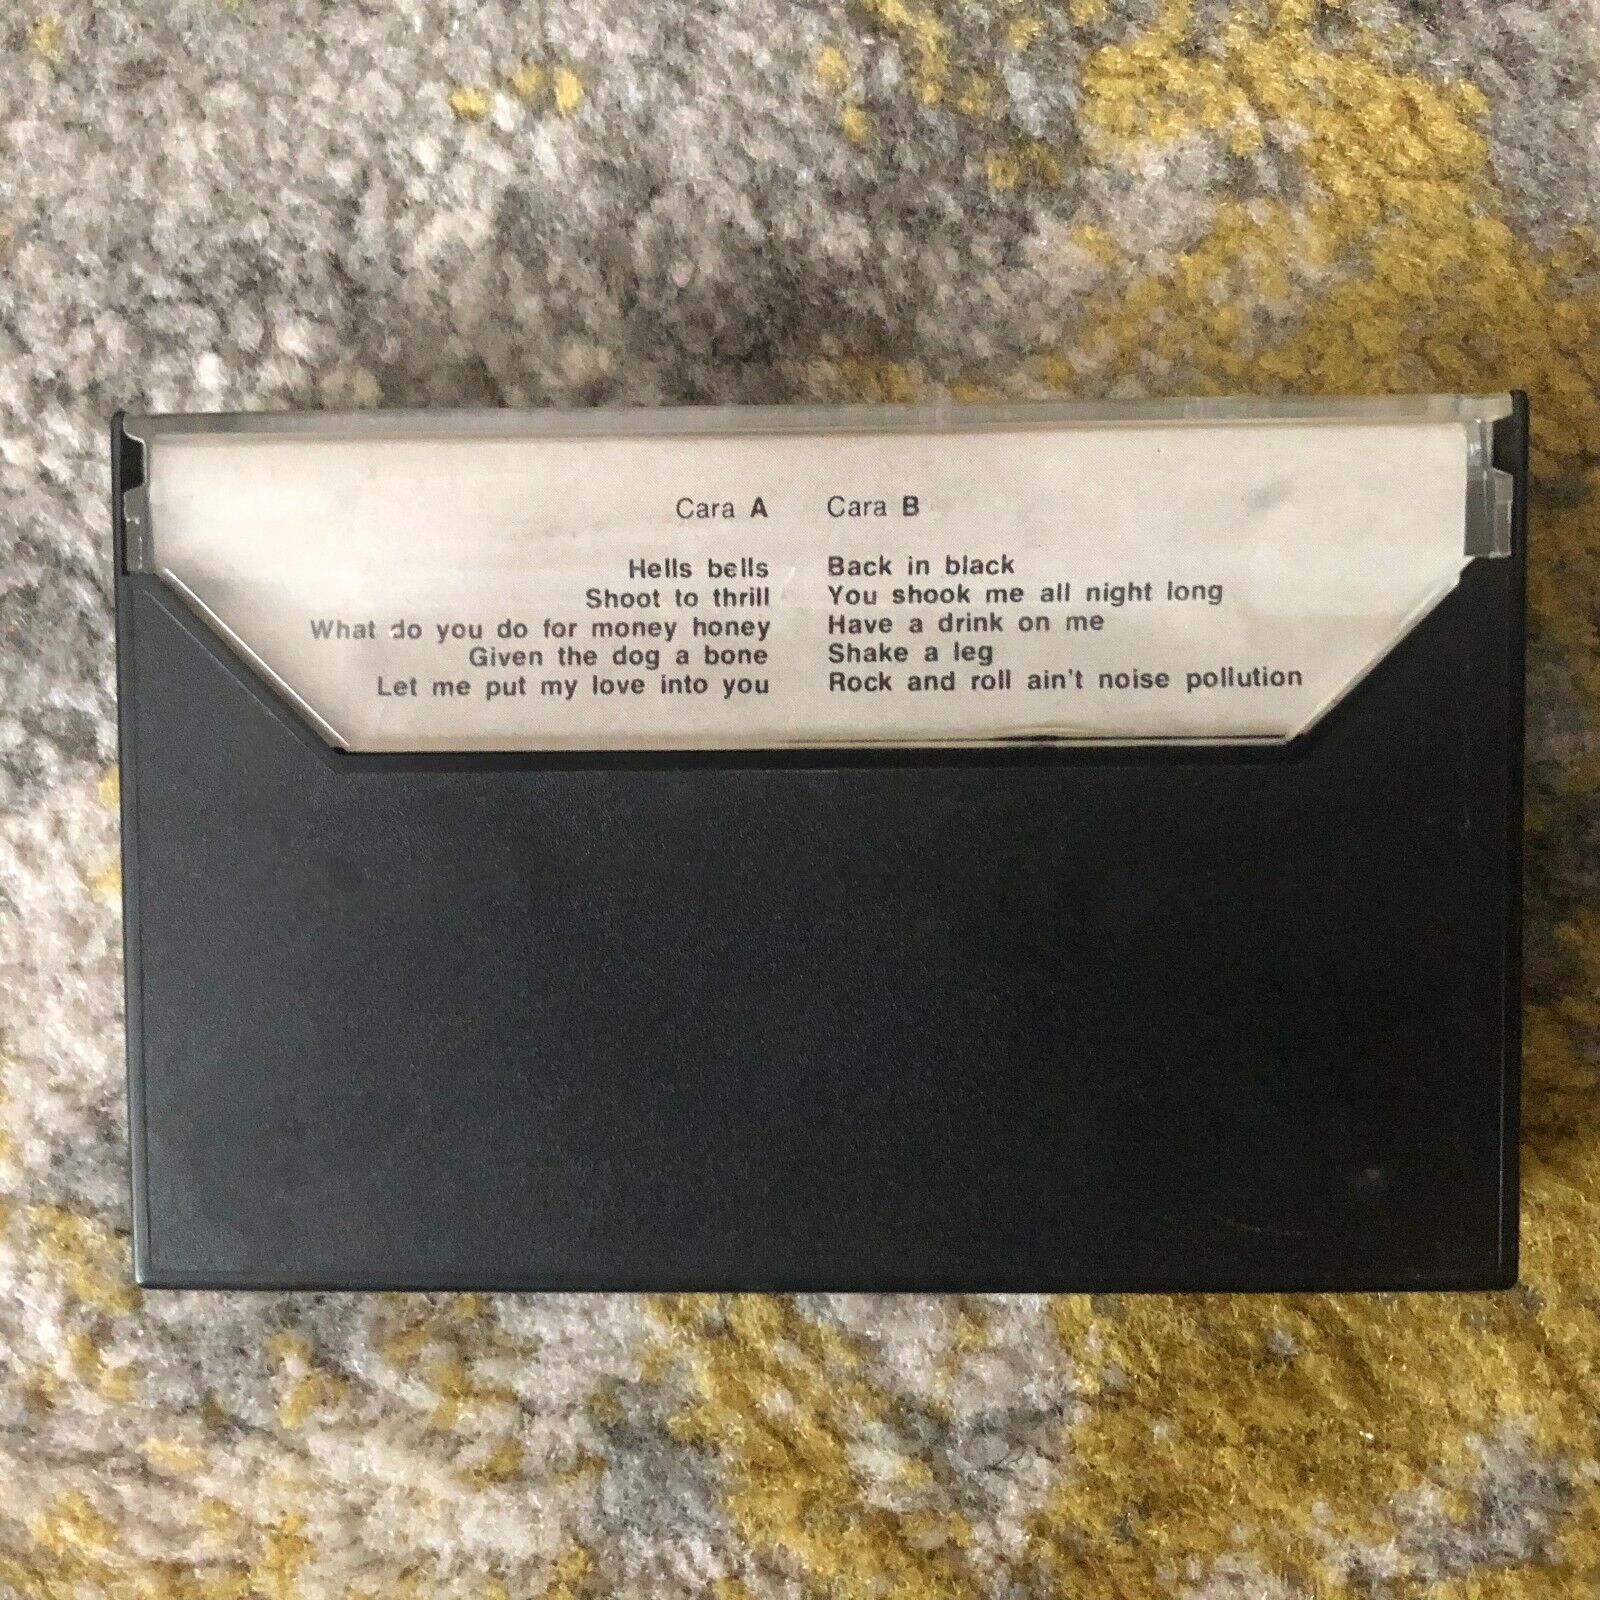 Cara A
Hells bells
Shoot to thrill
What do you do for money honey
Given the dog a bone
Let me put my love into you
Cara B
Back in black
You shook me all night long
Have a drink on me
Shake a leg
Rock and roll ain't noise pollution